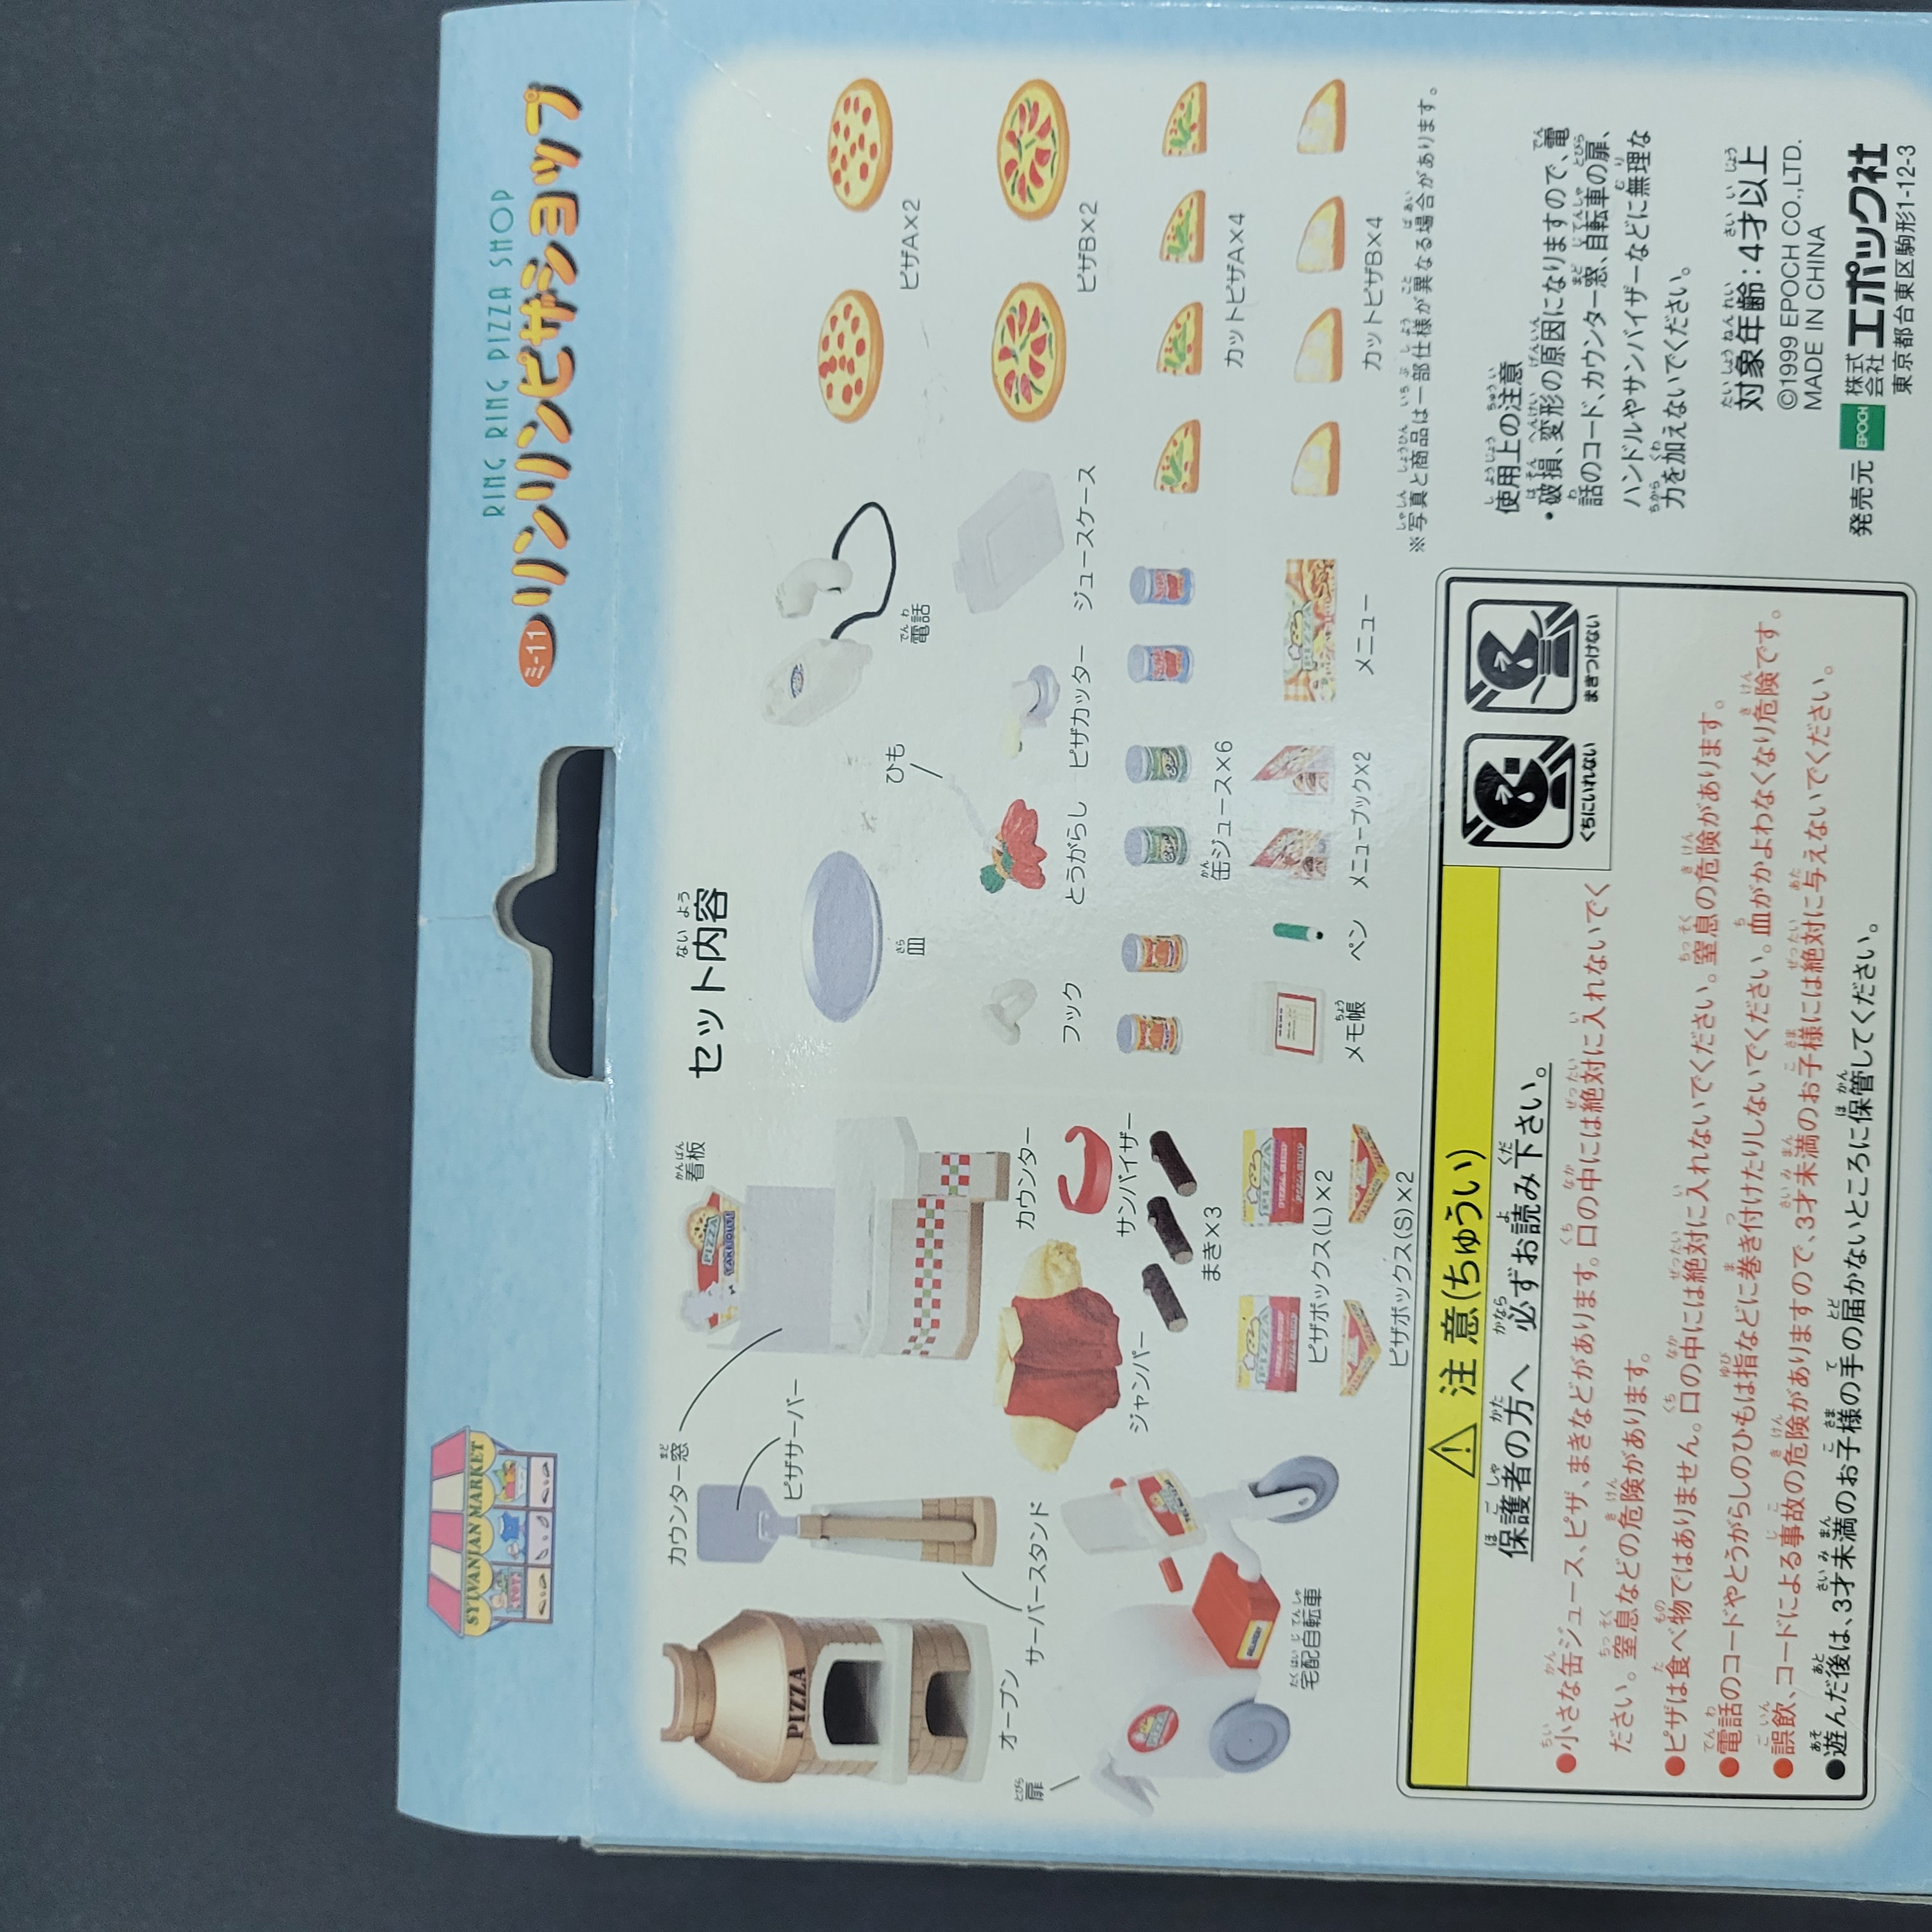 SYLVANIAN MARKET
RING RING PIZZA SHOP
ミ-11 リンリンピザショップ
セット内容
カウンター窓
看板
ピザサーバー
PIZZA
TAKE OUT
PIZZA
オーブン
サーバースタンド
カウンター
皿
ひも
電話
ピザA×2
フック
とうがらし
ピザカッター
ジュースケース
ピザB×2
扉
宅配自転車
ジャンパー
サンバイザー
まき×3
缶ジュース×6
カットピザA×4
ピザボックス(L)×2
ピザボックス(S)×2
メモ帳
ペン
メニューブック×2
メニュー
カットピザB×4
※写真と商品は一部仕様が異なる場合があります。
⚠ 注 意(ちゅうい)
保護者の方へ 必ずお読み下さい。
●小さな缶ジュース、ピザ、まきなどがあります。口の中には絶対に入れないでく
ださい。窒息などの危険があります。
●ピザは食べ物ではありません。口の中には絶対に入れないでください。窒息の危険があります。
●電話のコードやとうがらしのひもは指などに巻き付けたりしないでください。血がかよわなくなり危険です。
●誤飲、コードによる事故の危険がありますので、3才未満のお子様には絶対に与えないでください。
●遊んだ後は、3才未満のお子様の手の届かないところに保管してください。
くちにいれない
まきつけない
使用上の注意
・破損、変形の原因になりますので、電
話のコード、カウンター窓、自転車の扉、
ハンドルやサンバイザーなどに無理な
力を加えないでください。
対象年齢:4才以上
©1999 EPOCH CO.,LTD.
MADE IN CHINA
発売元 EPOCH 株式会社 エポック社
東京都台東区駒形1-12-3